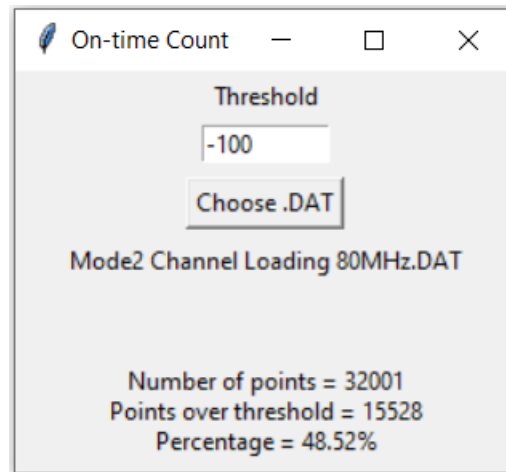 On-time Count
Threshold
-100
Choose .DAT
Mode2 Channel Loading 80MHz.DAT
Number of points = 32001
Points over threshold = 15528
Percentage = 48.52%